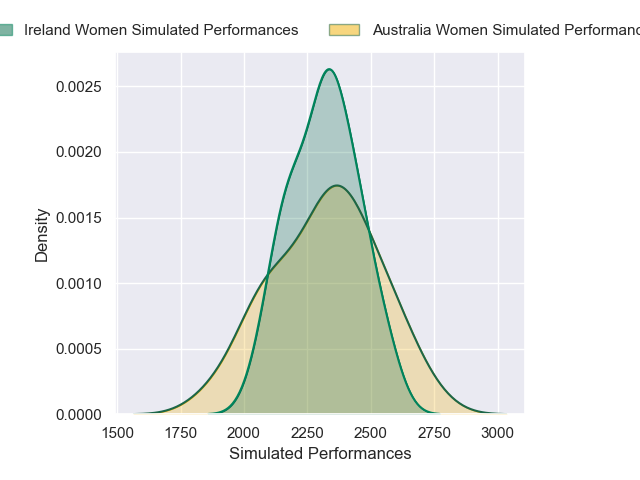 Ireland Women Simulated Performances
Australia Women Simulated
0.0025
0.0020
0.0015
0.0010
0.0005
0.0000
Density
1500 1750 2000 2250 2500 2750 3000
Simulated Performances